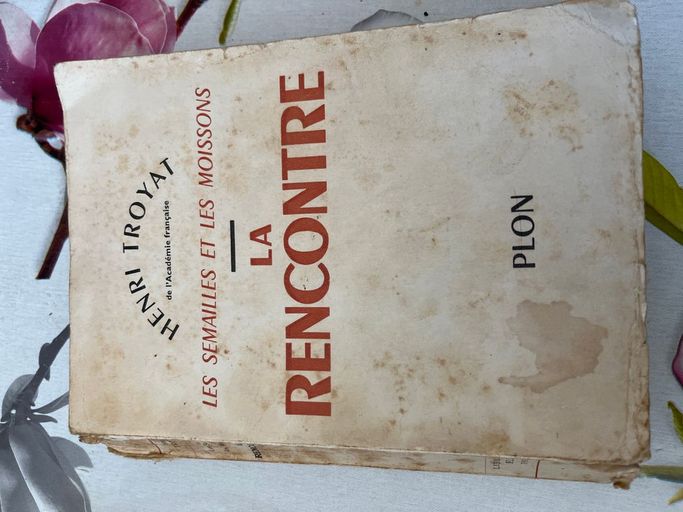 HENRI TROYAT
de l'Académie française
LES SEMAILLES ET LES MOISSONS
LA
RENCONTRE
PLON